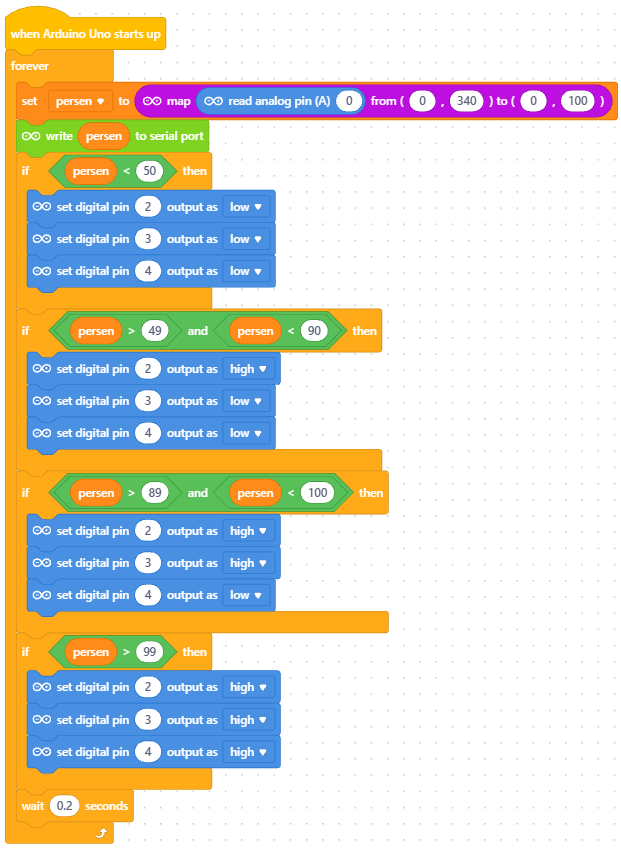 when Arduino Uno starts up
forever
set persen ▾ to map read analog pin (A) 0 from ( 0 , 340 ) to ( 0 , 100 )
write persen to serial port
if persen < 50 then
set digital pin 2 output as low ▾
set digital pin 3 output as low ▾
set digital pin 4 output as low ▾
if persen > 49 and persen < 90 then
set digital pin 2 output as high ▾
set digital pin 3 output as low ▾
set digital pin 4 output as low ▾
if persen > 89 and persen < 100 then
set digital pin 2 output as high ▾
set digital pin 3 output as high ▾
set digital pin 4 output as low ▾
if persen > 99 then
set digital pin 2 output as high ▾
set digital pin 3 output as high ▾
set digital pin 4 output as high ▾
wait 0.2 seconds